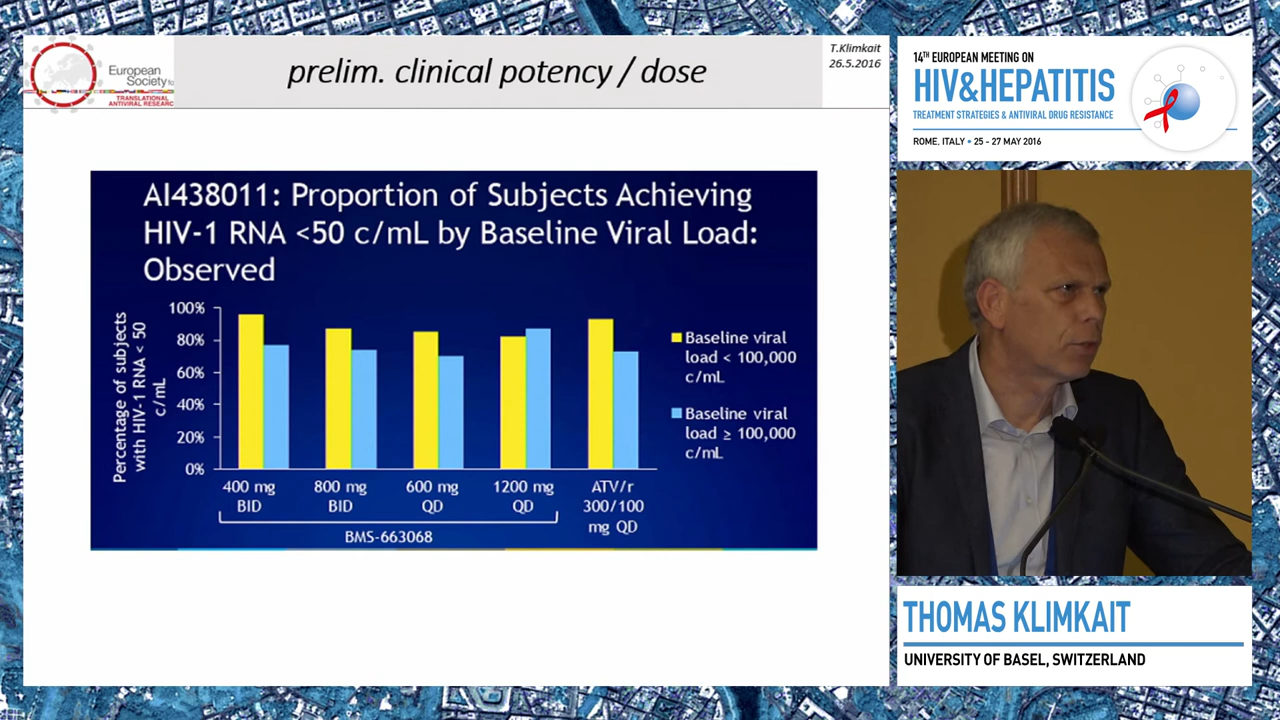 European
Society fo
TRANSLATIONAL
ANTIVIRAL RESEARC
prelim. clinical potency / dose
T.Klimkait
26.5.2016
AI438011: Proportion of Subjects Achieving
HIV-1 RNA <50 c/mL by Baseline Viral Load:
Observed
Percentage of subjects
with HIV-1 RNA < 50
c/mL
100%
80%
60%
40%
20%
0%
400 mg
BID
800 mg
BID
600 mg
QD
1200 mg
QD
ATV/r
300/100
mg QD
BMS-663068
Baseline viral
load < 100,000
c/mL
Baseline viral
load ≥ 100,000
c/mL
14TH EUROPEAN MEETING ON
HIV&HEPATITIS
TREATMENT STRATEGIES & ANTIVIRAL DRUG RESISTANCE
ROME, ITALY • 25 - 27 MAY 2016
THOMAS KLIMKAIT
UNIVERSITY OF BASEL, SWITZERLAND